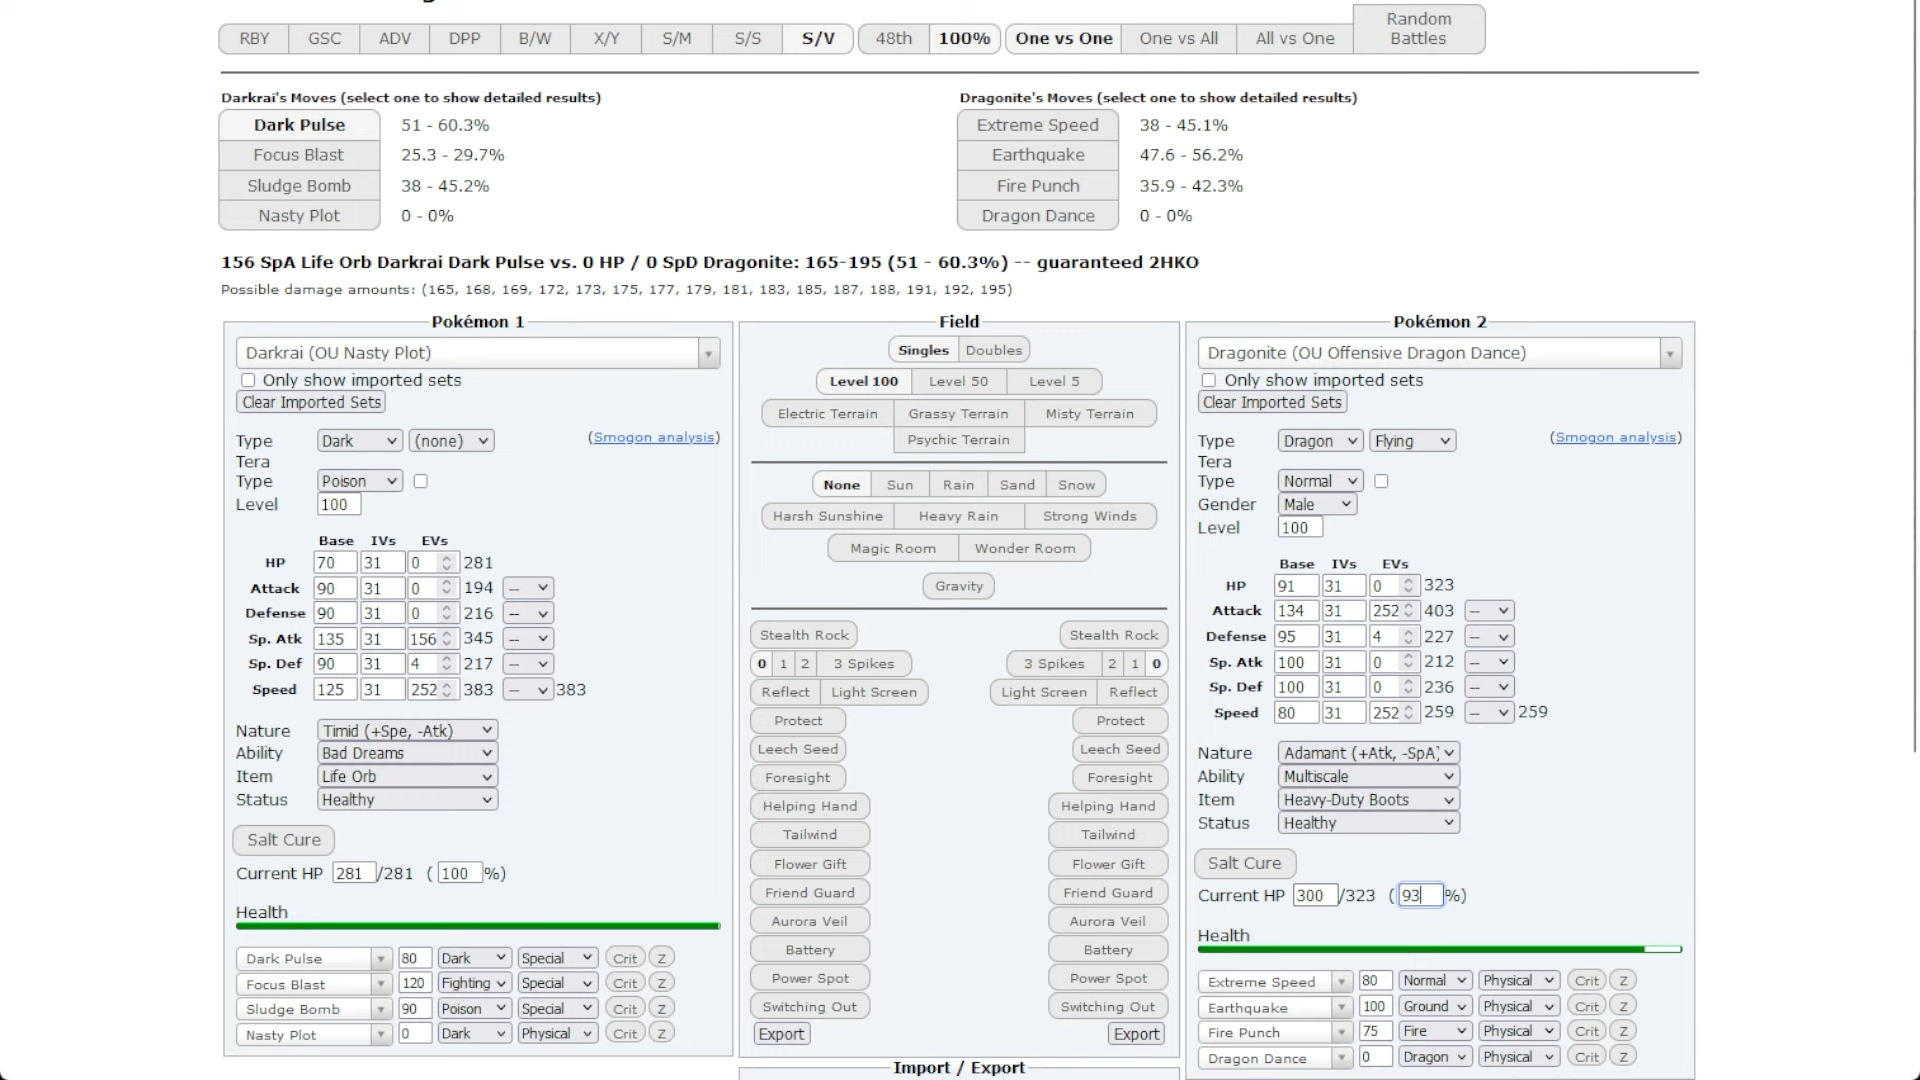 RBY GSC ADV DPP B/W X/Y S/M S/S S/V 48th 100% One vs One One vs All All vs One Random Battles
Darkrai's Moves (select one to show detailed results)
Dark Pulse 51 - 60.3%
Focus Blast 25.3 - 29.7%
Sludge Bomb 38 - 45.2%
Nasty Plot 0 - 0%
Dragonite's Moves (select one to show detailed results)
Extreme Speed 38 - 45.1%
Earthquake 47.6 - 56.2%
Fire Punch 35.9 - 42.3%
Dragon Dance 0 - 0%
156 SpA Life Orb Darkrai Dark Pulse vs. 0 HP / 0 SpD Dragonite: 165-195 (51 - 60.3%) -- guaranteed 2HKO
Possible damage amounts: (165, 168, 169, 172, 173, 175, 177, 179, 181, 183, 185, 187, 188, 191, 192, 195)
Pokémon 1
Darkrai (OU Nasty Plot)
Only show imported sets
Clear Imported Sets
Type Dark (none) (Smogon analysis)
Tera
Type Poison
Level 100
Base IVs EVs
HP 70 31 0 281
Attack 90 31 0 194 --
Defense 90 31 0 216 --
Sp. Atk 135 31 156 345 --
Sp. Def 90 31 4 217 --
Speed 125 31 252 383 -- 383
Nature Timid (+Spe, -Atk)
Ability Bad Dreams
Item Life Orb
Status Healthy
Salt Cure
Current HP 281 /281 ( 100 %)
Health
Dark Pulse 80 Dark Special Crit Z
Focus Blast 120 Fighting Special Crit Z
Sludge Bomb 90 Poison Special Crit Z
Nasty Plot 0 Dark Physical Crit Z
Field
Singles Doubles
Level 100 Level 50 Level 5
Electric Terrain Grassy Terrain Misty Terrain
Psychic Terrain
None Sun Rain Sand Snow
Harsh Sunshine Heavy Rain Strong Winds
Magic Room Wonder Room
Gravity
Stealth Rock Stealth Rock
0 1 2 3 Spikes 3 Spikes 2 1 0
Reflect Light Screen Light Screen Reflect
Protect Protect
Leech Seed Leech Seed
Foresight Foresight
Helping Hand Helping Hand
Tailwind Tailwind
Flower Gift Flower Gift
Friend Guard Friend Guard
Aurora Veil Aurora Veil
Battery Battery
Power Spot Power Spot
Switching Out Switching Out
Export Export
Import / Export
Pokémon 2
Dragonite (OU Offensive Dragon Dance)
Only show imported sets
Clear Imported Sets
Type Dragon Flying (Smogon analysis)
Tera
Type Normal
Gender Male
Level 100
Base IVs EVs
HP 91 31 0 323
Attack 134 31 252 403 --
Defense 95 31 4 227 --
Sp. Atk 100 31 0 212 --
Sp. Def 100 31 0 236 --
Speed 80 31 252 259 -- 259
Nature Adamant (+Atk, -SpA)
Ability Multiscale
Item Heavy-Duty Boots
Status Healthy
Salt Cure
Current HP 300 /323 ( 93 %)
Health
Extreme Speed 80 Normal Physical Crit Z
Earthquake 100 Ground Physical Crit Z
Fire Punch 75 Fire Physical Crit Z
Dragon Dance 0 Dragon Physical Crit Z